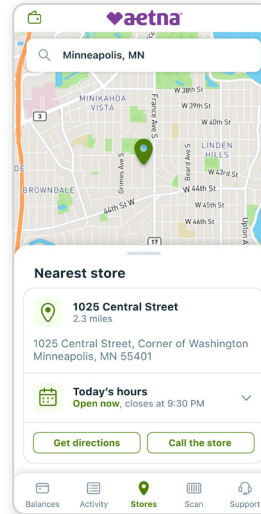 aetna
Minneapolis, MN
W 38th St
MINIKAHDA
VISTA
France Ave S
W 39th St
3
W 40th St
LINDEN
HILLS
Grimes Ave S
Beard Ave S
W 43rd St
BROWNDALE
W 44th St
44th St W
W 45th St
W 46th St
Upton A
17
Nearest store
1025 Central Street
2.3 miles
1025 Central Street, Corner of Washington
Minneapolis, MN 55401
Today's hours
Open now, closes at 9:30 PM
Get directions
Call the store
Balances
Activity
Stores
Scan
Support